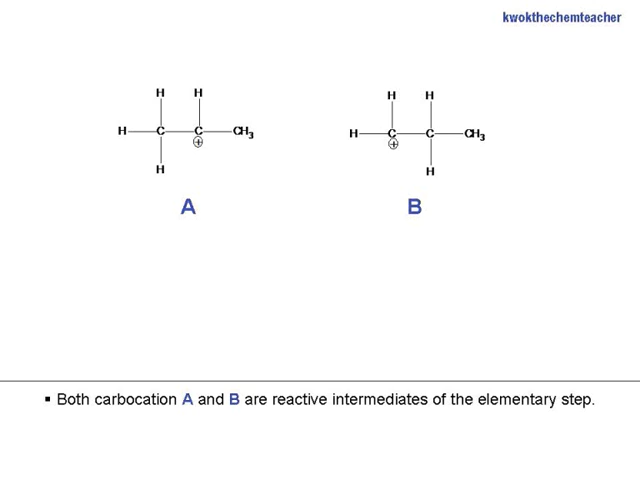 kwokthechemteacher
H H H H
H C C CH3 H C C CH3
H H
A B
▪ Both carbocation A and B are reactive intermediates of the elementary step.